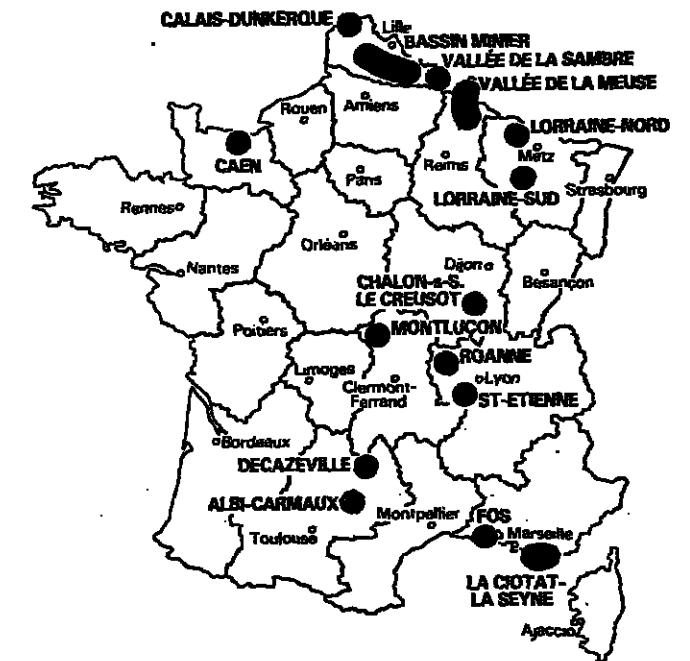 CALAIS-DUNKERQUE
Lille
BASSIN MINIER
VALLÉE DE LA SAMBRE
VALLÉE DE LA MEUSE
Rouen
Amiens
LORRAINE-NORD
CAEN
Reims
Metz
Paris
LORRAINE-SUD
Strasbourg
Rennes
Orléans
Nantes
Dijon
Besançon
CHALON-s-S.
LE CREUSOT
Poitiers
MONTLUÇON
ROANNE
Limoges
Lyon
Clermont-
Ferrand
ST-ETIENNE
Bordeaux
DECAZEVILLE
ALBI-CARMAUX
Montpellier
FOS
Toulouse
Marseille
LA CIOTAT-
LA SEYNE
Ajaccio